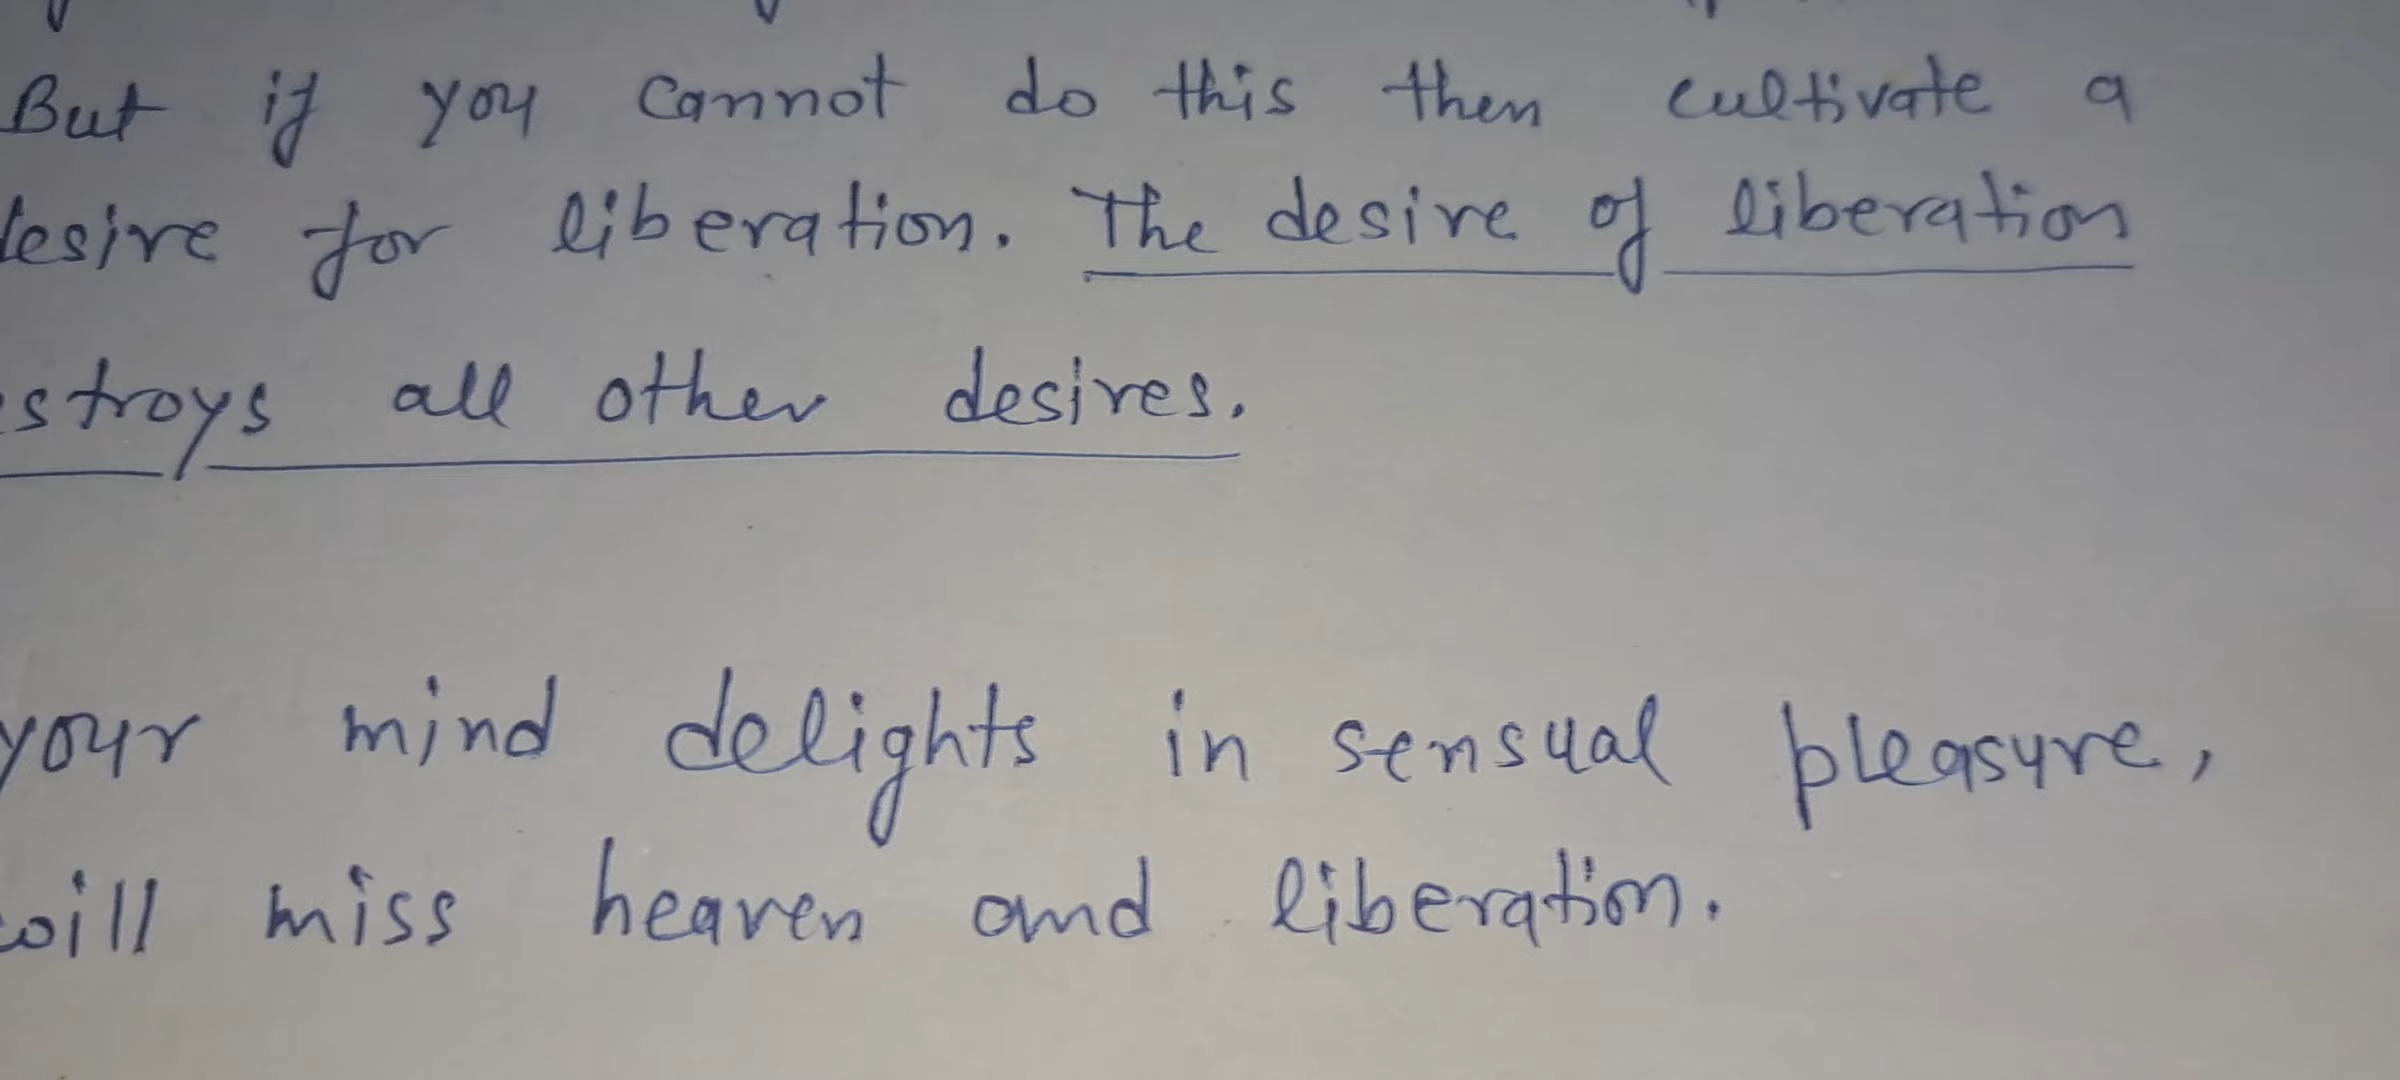 But if you cannot do this then cultivate a
desire for liberation. The desire of liberation
estroys all other desires.
your mind delights in sensual pleasure,
will miss heaven and liberation.